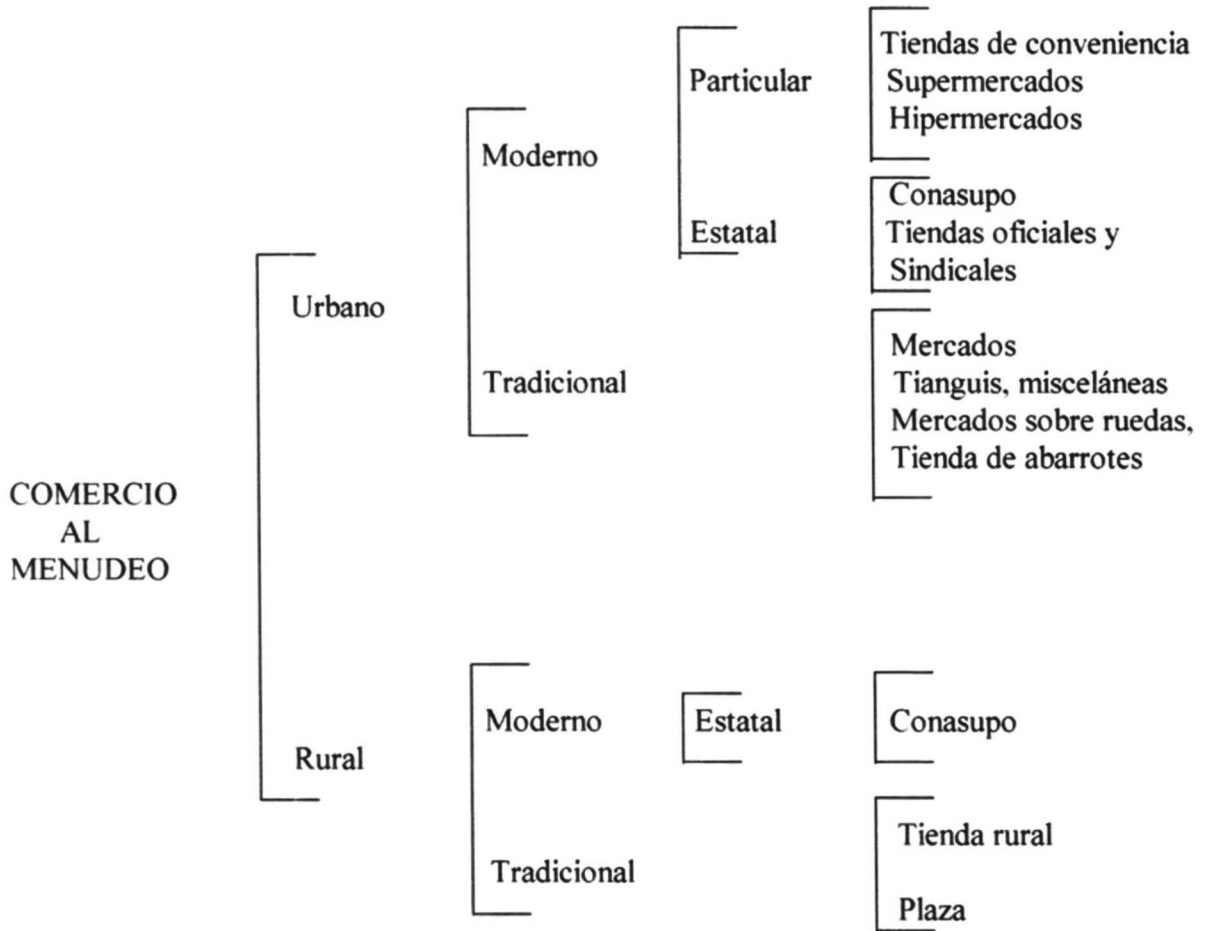 COMERCIO
AL
MENUDEO
Urbano
Moderno
Particular
Tiendas de conveniencia
Supermercados
Hipermercados
Estatal
Conasupo
Tiendas oficiales y
Sindicales
Tradicional
Mercados
Tianguis, misceláneas
Mercados sobre ruedas,
Tienda de abarrotes
Rural
Moderno
Estatal
Conasupo
Tradicional
Tienda rural
Plaza